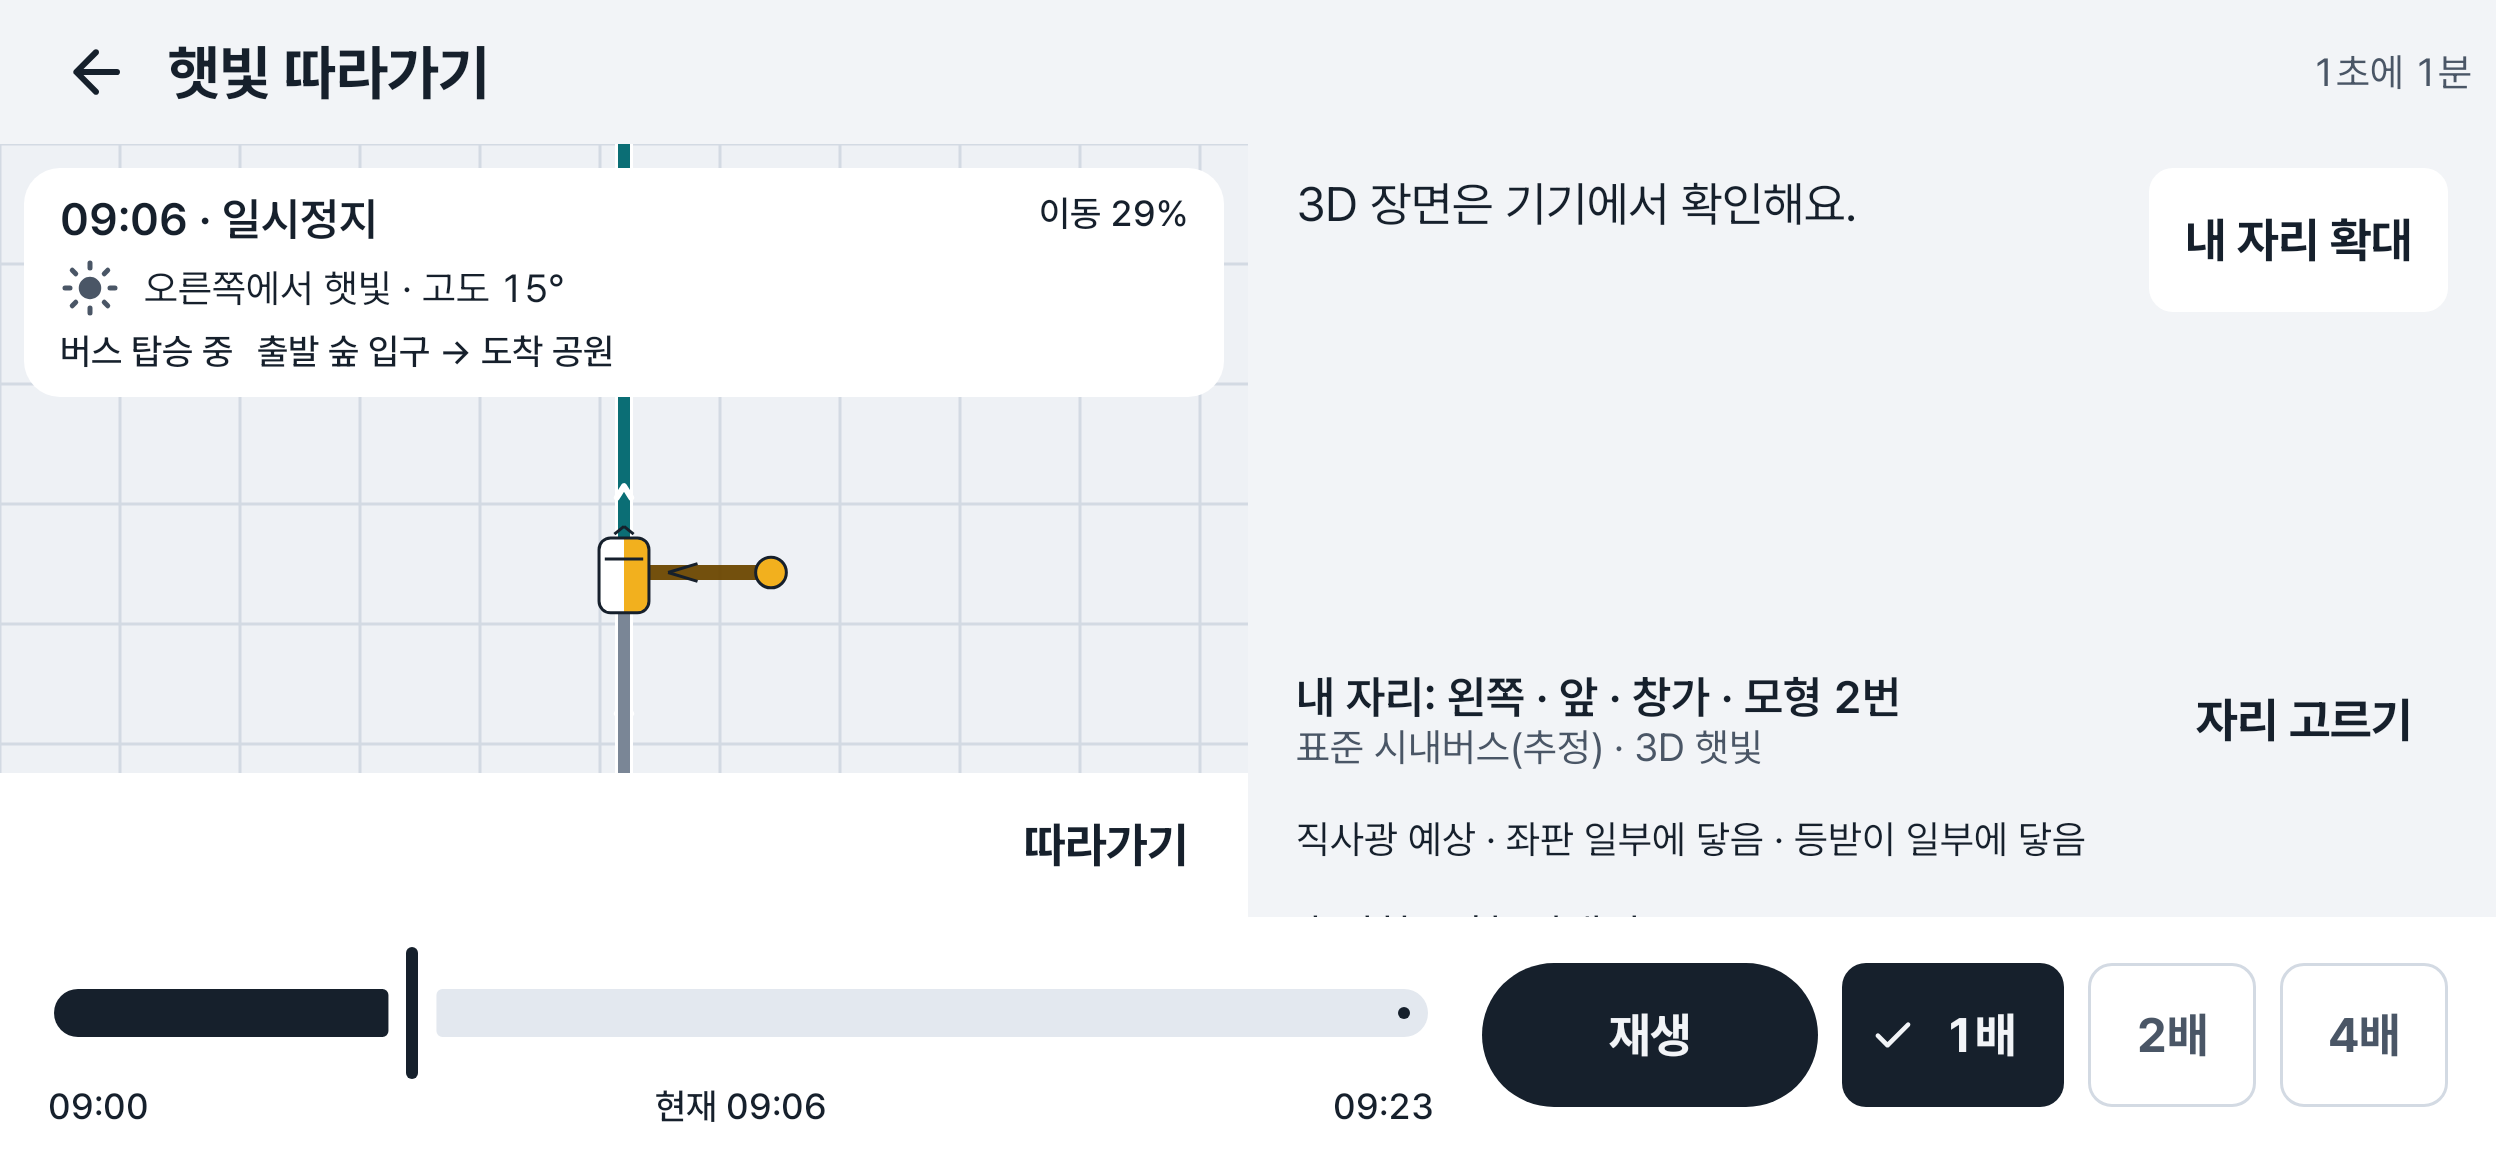 햇빛 따라가기
1초에 1분
09:06 · 일시정지
이동 29%
오른쪽에서 햇빛 · 고도 15°
버스 탑승 중 출발 숲 입구 → 도착 공원
따라가기
3D 장면은 기기에서 확인해요.
내 자리 확대
내 자리: 왼쪽 · 앞 · 창가 · 모형 2번
표준 시내버스(추정) · 3D 햇빛
자리 고르기
직사광 예상 · 좌판 일부에 닿음 · 등받이 일부에 닿음
09:00
현재 09:06
09:23
재생
1배
2배
4배